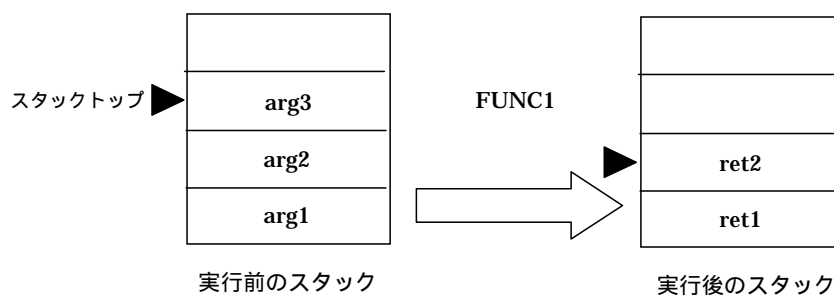 スタックトップ
arg3
arg2
arg1
FUNC1
ret2
ret1
実行前のスタック
実行後のスタック